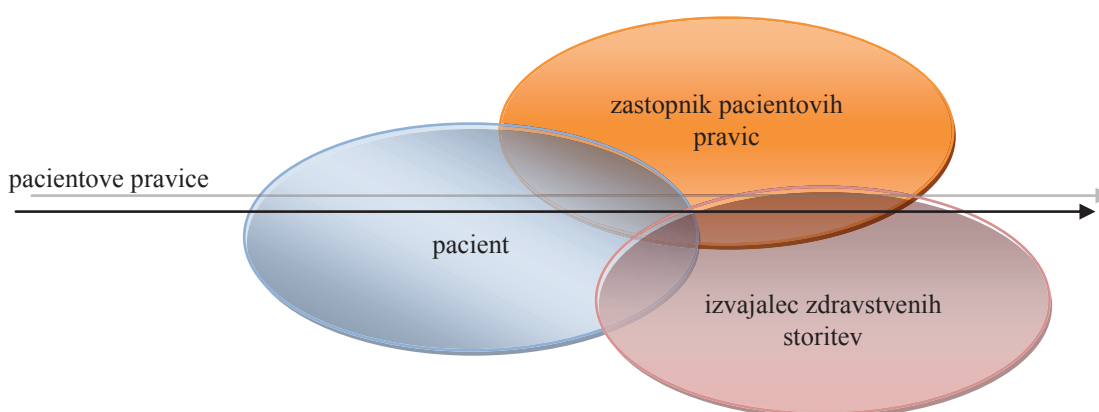 zastopnik pacientovih
pravic
pacientove pravice
pacient
izvajalec zdravstvenih
storitev